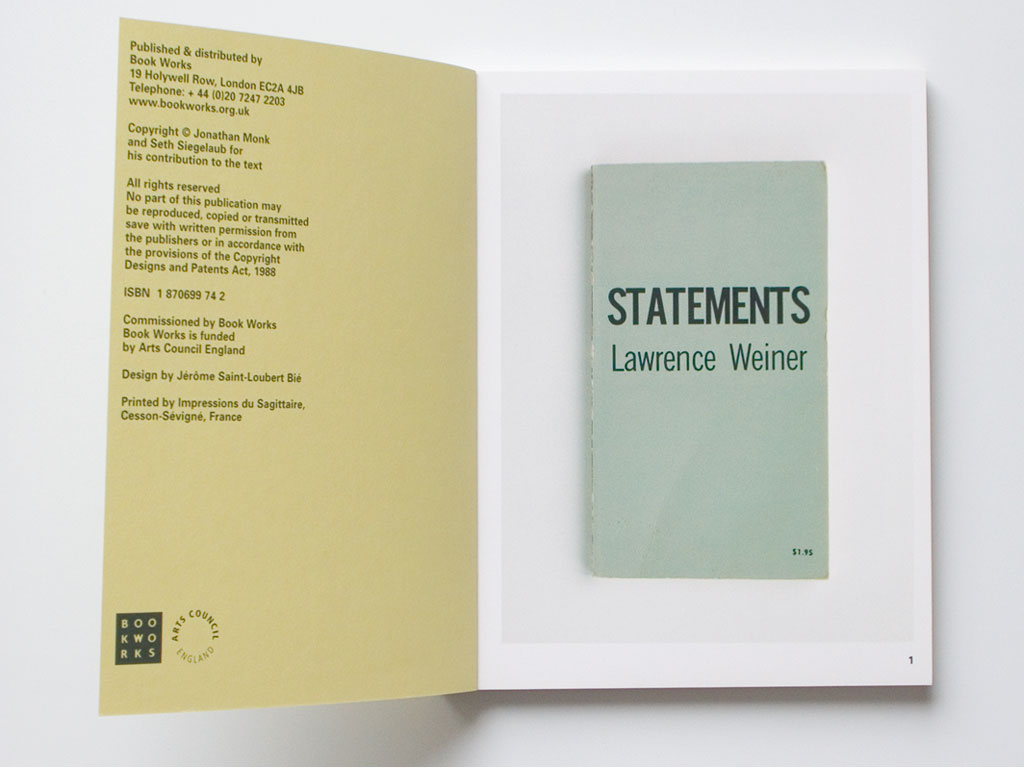 Published & distributed by
Book Works
19 Holywell Row, London EC2A 4JB
Telephone: + 44 (0)20 7247 2203
www.bookworks.org.uk
Copyright © Jonathan Monk
and Seth Siegelaub for
his contribution to the text
All rights reserved
No part of this publication may
be reproduced, copied or transmitted
save with written permission from
the publishers or in accordance with
the provisions of the Copyright
Designs and Patents Act, 1988
ISBN 1 870699 74 2
Commissioned by Book Works
Book Works is funded
by Arts Council England
Design by Jérôme Saint-Loubert Bié
Printed by Impressions du Sagittaire,
Cesson-Sévigné, France
BOO
KWO
RKS
ARTS COUNCIL
ENGLAND
STATEMENTS
Lawrence Weiner
$1.95
1